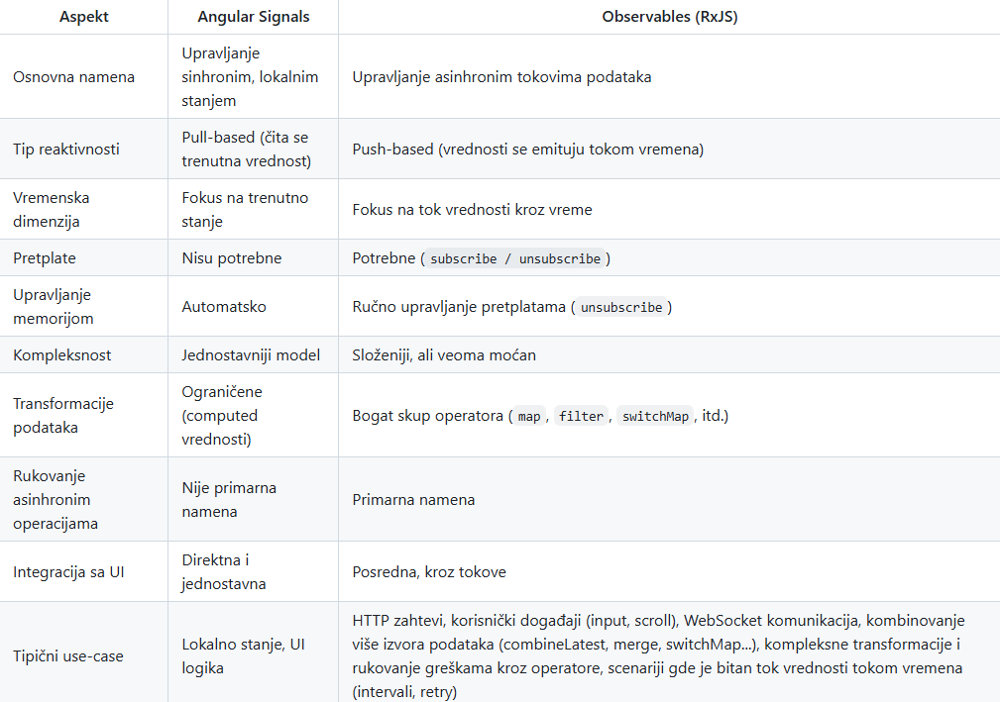 Aspekt Angular Signals Observables (RxJS)
Osnovna namena
Upravljanje
sinhronim, lokalnim
stanjem
Upravljanje asinhronim tokovima podataka
Tip reaktivnosti
Pull-based (čita se
trenutna vrednost)
Push-based (vrednosti se emituju tokom vremena)
Vremenska
dimenzija
Fokus na trenutno
stanje
Fokus na tok vrednosti kroz vreme
Pretplate
Nisu potrebne
Potrebne ( subscribe / unsubscribe )
Upravljanje
memorijom
Automatsko
Ručno upravljanje pretplatama ( unsubscribe )
Kompleksnost
Jednostavniji model
Složeniji, ali veoma moćan
Transformacije
podataka
Ograničene
(computed
vrednosti)
Bogat skup operatora ( map , filter , switchMap , itd.)
Rukovanje
asinhronim
operacijama
Nije primarna
namena
Primarna namena
Integracija sa UI
Direktna i
jednostavna
Posredna, kroz tokove
Tipični use-case
Lokalno stanje, UI
logika
HTTP zahtevi, korisnički događaji (input, scroll), WebSocket komunikacija, kombinovanje
više izvora podataka (combineLatest, merge, switchMap...), kompleksne transformacije i
rukovanje greškama kroz operatore, scenariji gde je bitan tok vrednosti tokom vremena
(intervali, retry)